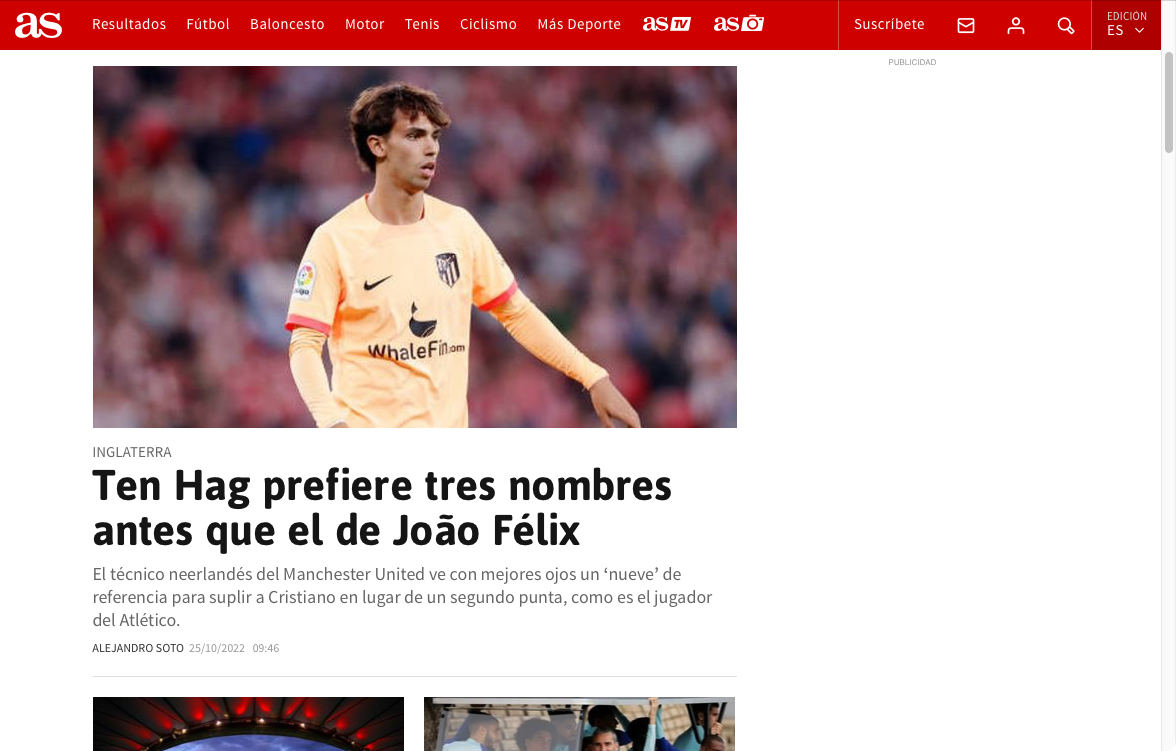 as
Resultados
Fútbol
Baloncesto
Motor
Tenis
Ciclismo
Más Deporte
as TV
as
Suscríbete
EDICIÓN
ES
PUBLICIDAD
WhaleFin.com
INGLATERRA
Ten Hag prefiere tres nombres
antes que el de João Félix
El técnico neerlandés del Manchester United ve con mejores ojos un ‘nueve’ de
referencia para suplir a Cristiano en lugar de un segundo punta, como es el jugador
del Atlético.
ALEJANDRO SOTO 25/10/2022 09:46